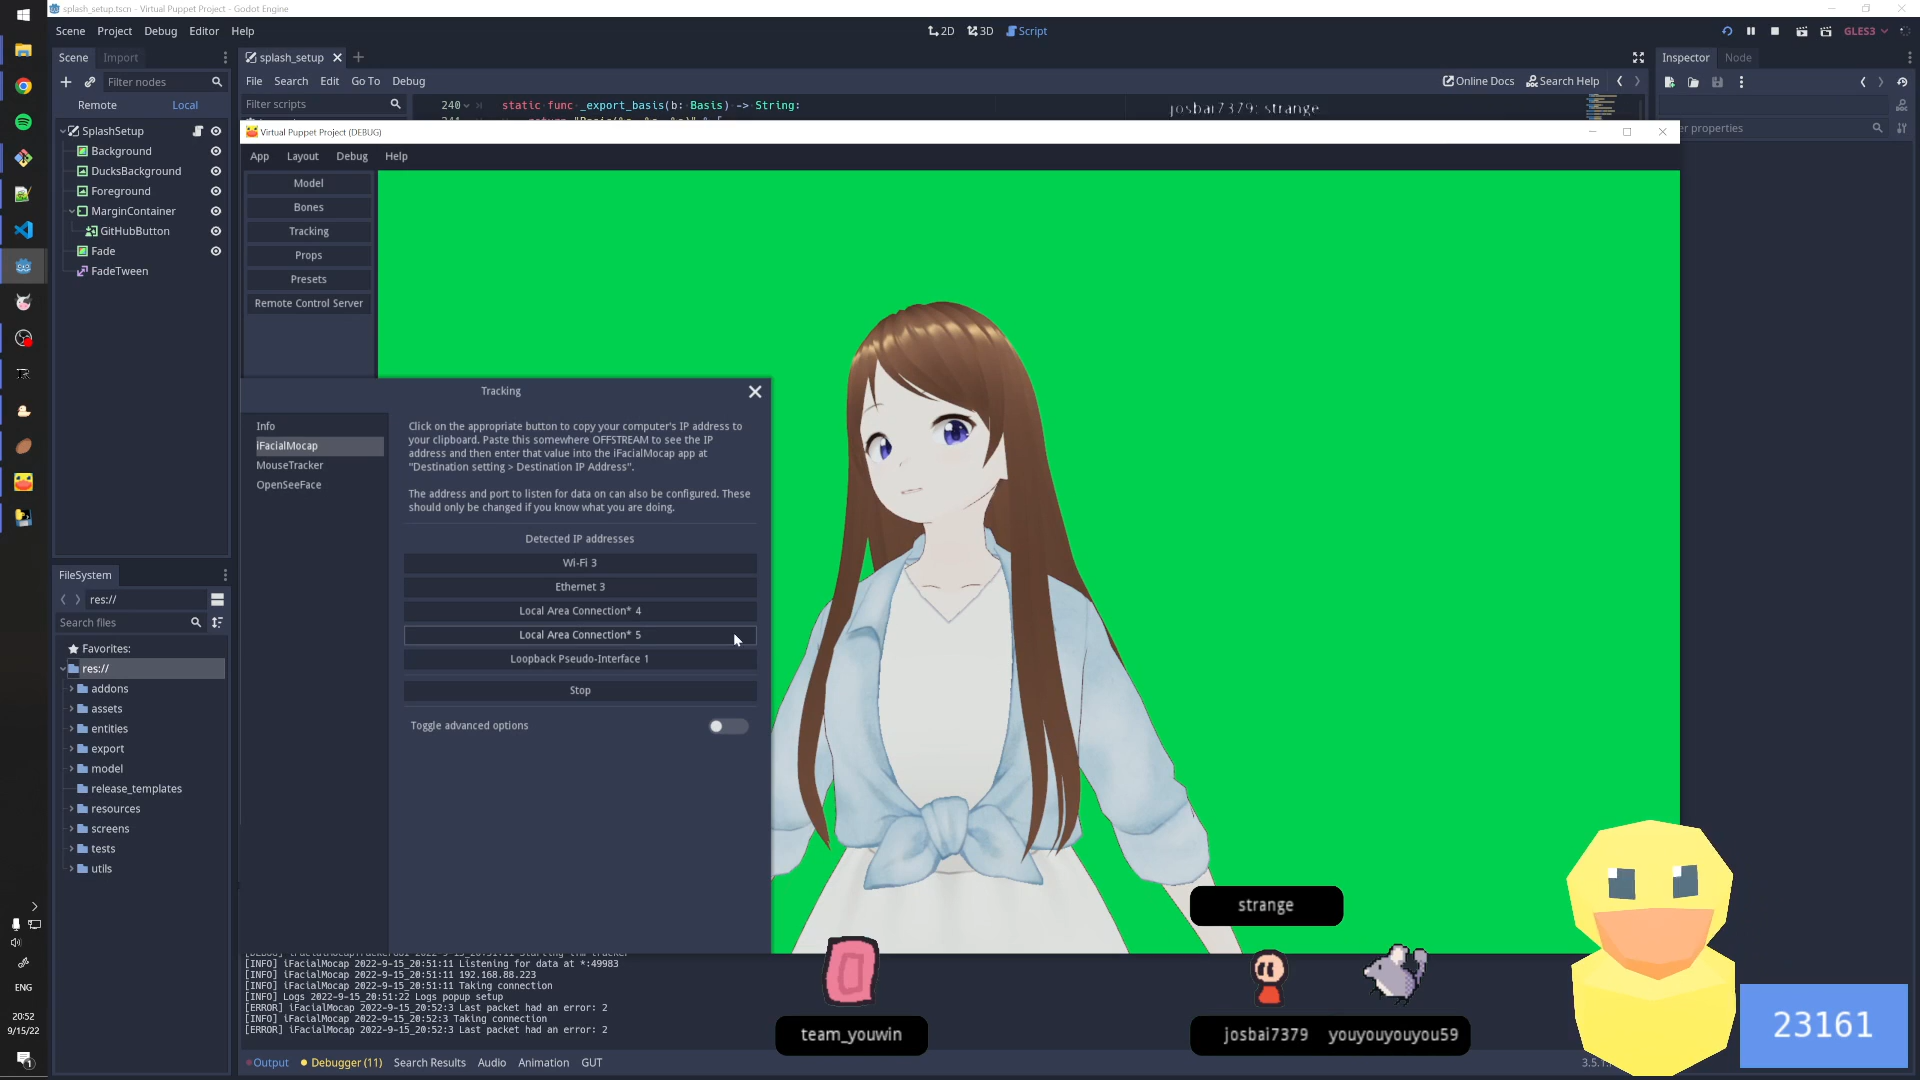 splash_setup.tscn - Virtual Puppet Project - Godot Engine
Scene Project Debug Editor Help
2D 3D Script
GLES3
Scene Import
splash_setup
Inspector Node
Filter nodes
File Search Edit Go To Debug
Online Docs Search Help
Remote Local
Filter scripts
240 static func _export_basis(b: Basis) -> String:
josbai7379: strange
SplashSetup
Background
DucksBackground
Foreground
MarginContainer
GitHubButton
Fade
FadeTween
Virtual Puppet Project (DEBUG)
properties
App Layout Debug Help
Model
Bones
Tracking
Props
Presets
Remote Control Server
Tracking
Info
iFacialMocap
MouseTracker
OpenSeeFace
Click on the appropriate button to copy your computer's IP address to
your clipboard. Paste this somewhere OFFSTREAM to see the IP
address and then enter that value into the iFacialMocap app at
"Destination setting > Destination IP Address".
The address and port to listen for data on can also be configured. These
should only be changed if you know what you are doing.
Detected IP addresses
Wi-Fi 3
Ethernet 3
Local Area Connection* 4
Local Area Connection* 5
Loopback Pseudo-Interface 1
Stop
Toggle advanced options
FileSystem
res://
Search files
Favorites:
res://
addons
assets
entities
export
model
release_templates
resources
screens
tests
utils
[INFO] iFacialMocap 2022-9-15_20:51:11 Listening for data at *:49983
[INFO] iFacialMocap 2022-9-15_20:51:11 192.168.88.223
[INFO] iFacialMocap 2022-9-15_20:51:11 Taking connection
[INFO] Logs 2022-9-15_20:51:22 Logs popup setup
[ERROR] iFacialMocap 2022-9-15_20:52:3 Last packet had an error: 2
[INFO] iFacialMocap 2022-9-15_20:52:3 Taking connection
[ERROR] iFacialMocap 2022-9-15_20:52:3 Last packet had an error: 2
Output Debugger (11) Search Results Audio Animation GUT
strange
team_youwin
josbai7379 youyouyouyou59
23161
ENG
20:52
9/15/22
1